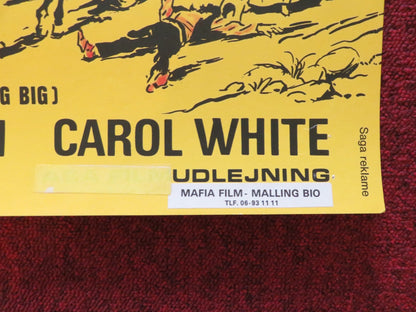 G BIG)
CAROL WHITE
UDLEJNING
MAFIA FILM - MALLING BIO
TLF. 06 - 93 11 11
Saga reklame